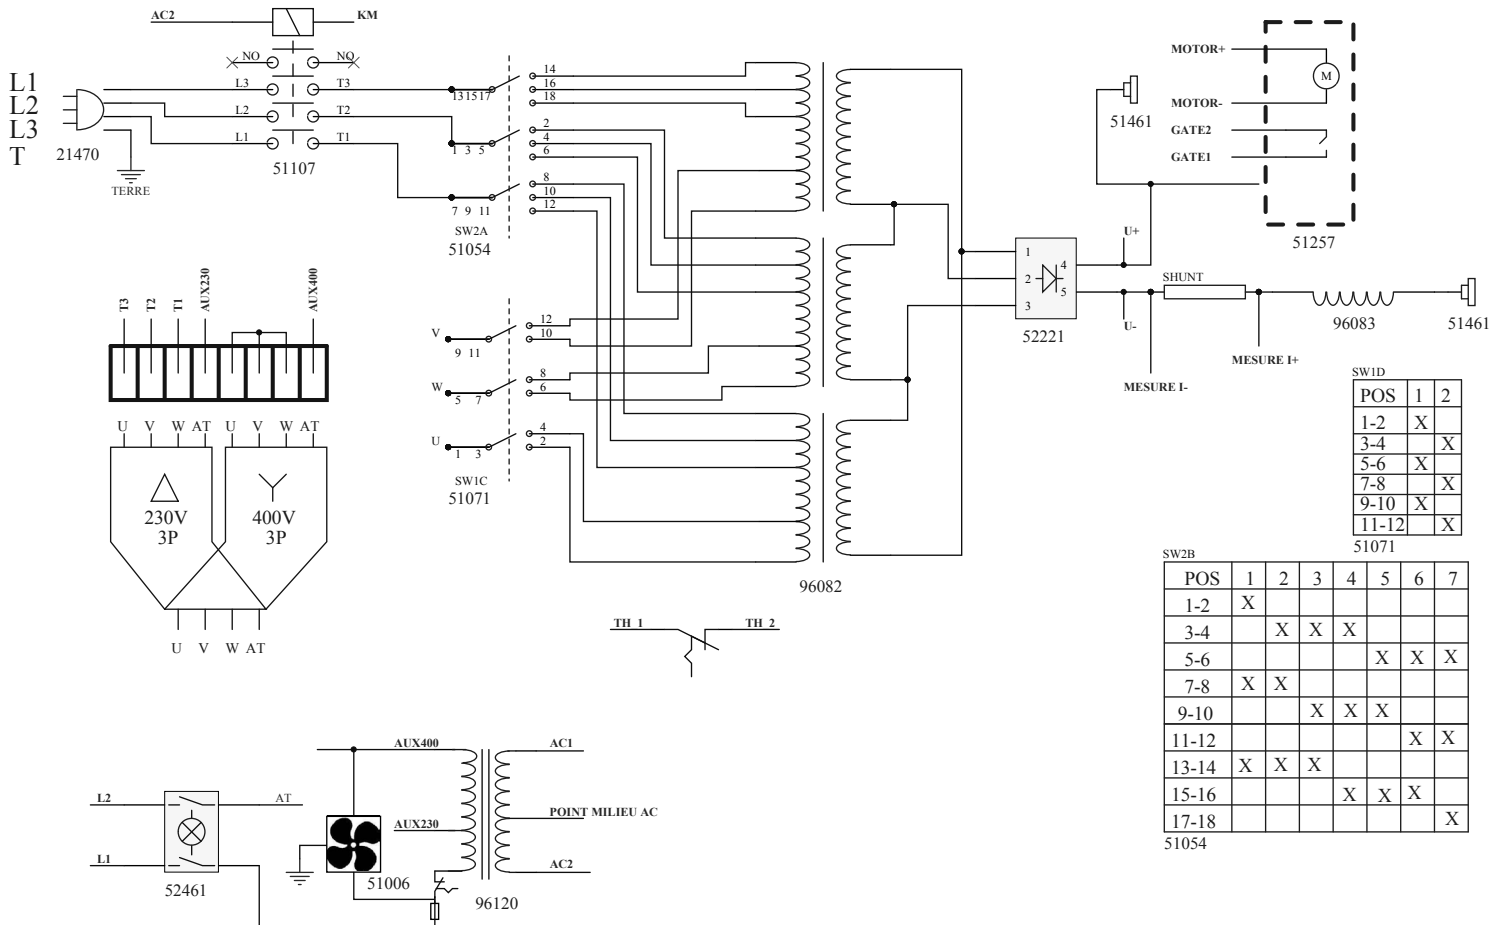 AC2 KM
NO NO
L1
L2
L3
T
21470
TERRE
L3 T3
L2 T2
L1 T1
51107
131517
14
16
18
1 3 5
2
4
6
7 9 11
8
10
12
SW2A
51054
V
9 11
12
10
W
5 7
8
6
U
1 3
4
2
SW1C
51071
T3 T2 T1 AUX230 AUX400
U V W AT U V W AT
230V
3P
400V
3P
U V W AT
96082
TH 1 TH 2
1
2
3
4
5
52221
U+
U-
51461
MOTOR+
M
MOTOR-
GATE2
GATE1
51257
SHUNT
MESURE I+
MESURE I-
96083
51461
SW1D
POS 1 2
1-2 X
3-4 X
5-6 X
7-8 X
9-10 X
11-12 X
51071
SW2B
POS 1 2 3 4 5 6 7
1-2 X
3-4 X X X
5-6 X X X
7-8 X X
9-10 X X X
11-12 X X
13-14 X X X
15-16 X X X
17-18 X
51054
L2 AT
L1
52461
AUX400
AUX230
51006
96120
AC1
POINT MILIEU AC
AC2